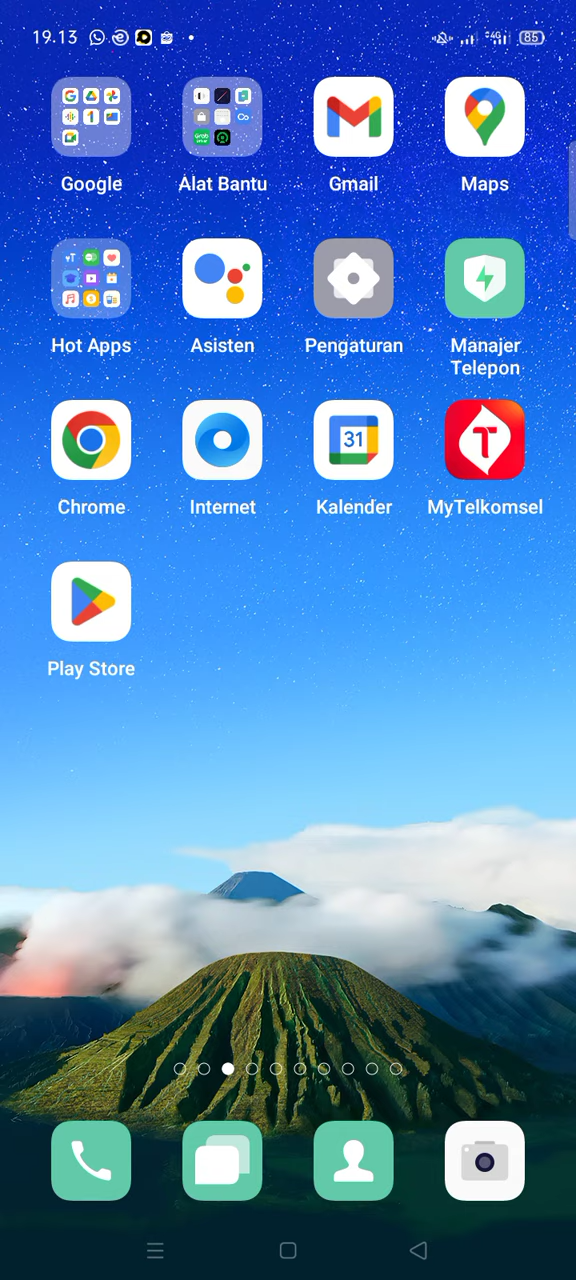 19.13
4G
85
Google
Alat Bantu
Gmail
Maps
Hot Apps
Asisten
Pengaturan
Manajer
Telepon
Chrome
Internet
31
Kalender
T
MyTelkomsel
Play Store